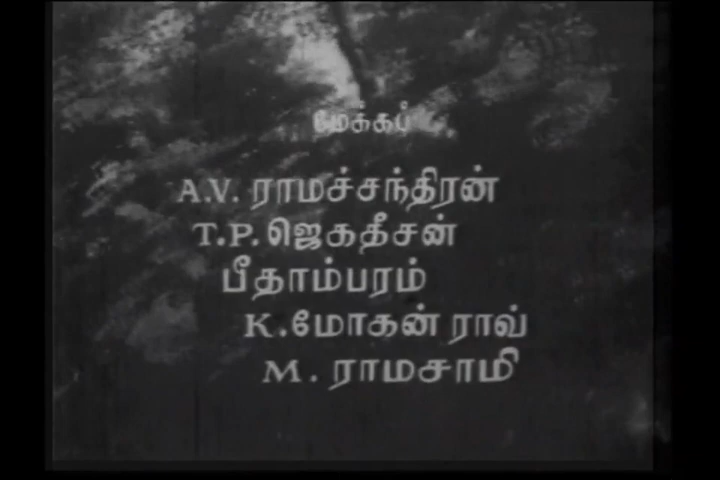 மேக்கப்
A.V. ராமச்சந்திரன்
T.P. ஜெகதீசன்
பீதாம்பரம்
K. மோகன் ராவ்
M. ராமசாமி